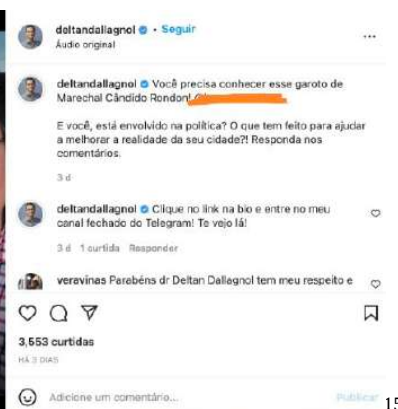 deltandallagnol • Seguir
Áudio original
deltandallagnol Você precisa conhecer esse garoto de
Marechal Cândido Rondon!
E você, está envolvido na política? O que tem feito para ajudar
a melhorar a realidade da seu cidade?! Responda nos
comentários.
3 d
deltandallagnol Clique no link na bio e entre no meu
canal fechado do Telegram! Te vejo lá!
3 d 1 curtida Responder
veravinas Parabéns dr Deltan Dallagnol tem meu respeito e
3,553 curtidas
HÁ 3 DIAS
Adicione um comentário...
Publicar
15